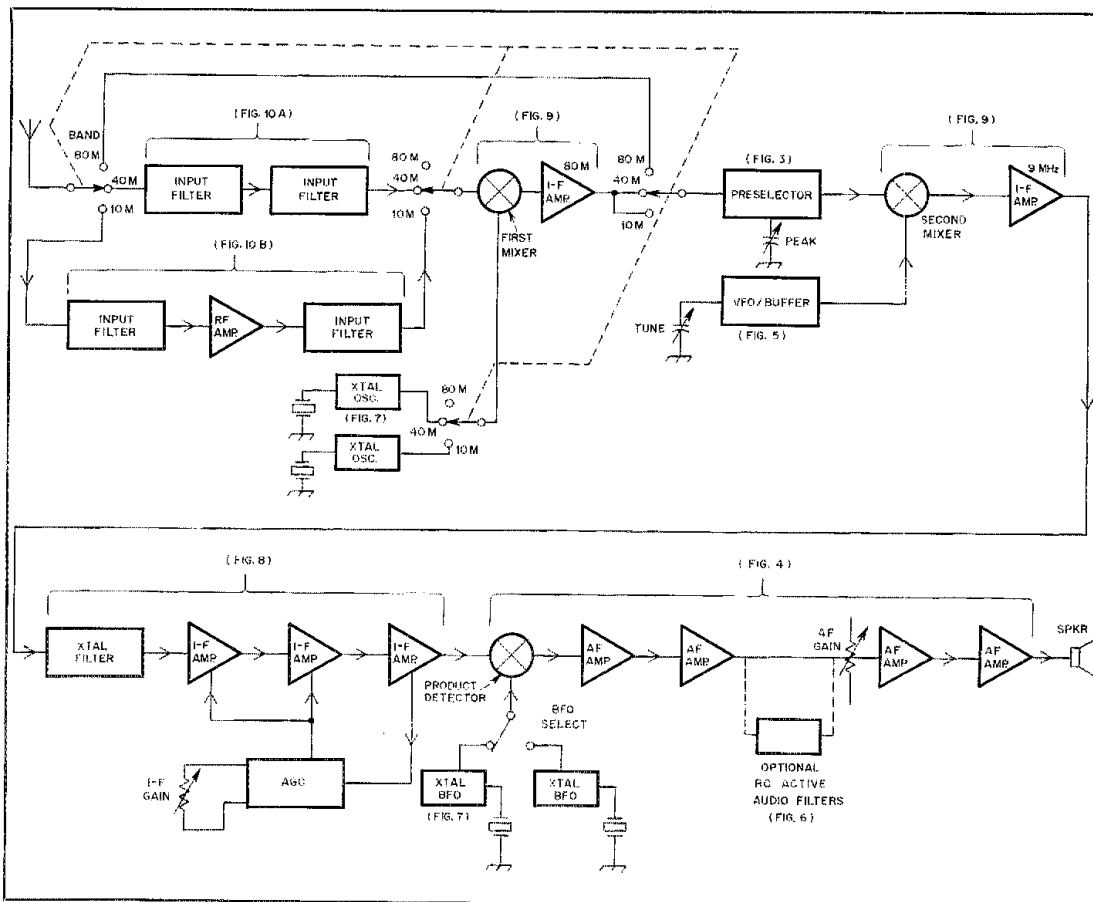 (FIG. 10A)
(FIG. 9)
(FIG. 9)
BAND
80 M
40 M
10 M
INPUT
FILTER
INPUT
FILTER
80 M
40 M
10 M
FIRST
MIXER
I-F
AMP.
80 M
80 M
40 M
10 M
(FIG. 3)
PRESELECTOR
PEAK
SECOND
MIXER
9 MHz
I-F
AMP.
(FIG. 10B)
INPUT
FILTER
RF
AMP.
INPUT
FILTER
TUNE
VFO/BUFFER
(FIG. 5)
XTAL
OSC.
(FIG. 7)
XTAL
OSC.
80 M
40 M
10 M
(FIG. 8)
(FIG. 4)
XTAL
FILTER
I-F
AMP.
I-F
AMP.
I-F
AMP.
PRODUCT
DETECTOR
AF AMP.
AF AMP.
AF
GAIN
AF AMP.
AF AMP.
SPKR
BFO
SELECT
I-F
GAIN
AGC
XTAL
BFO
(FIG. 7)
XTAL
BFO
OPTIONAL
RC ACTIVE
AUDIO FILTERS
(FIG. 6)